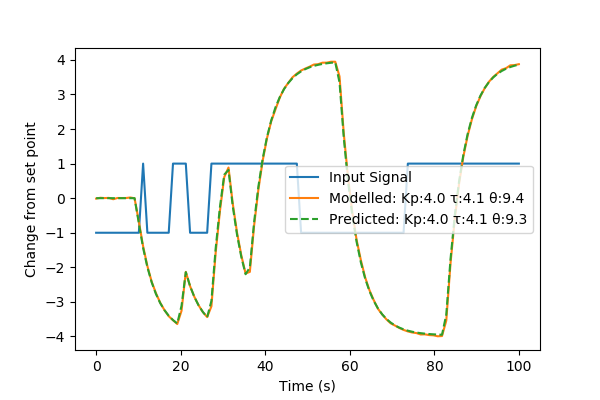 4
3
2
1
0
−1
−2
−3
−4
Change from set point
Input Signal
Modelled: Kp:4.0 τ:4.1 θ:9.4
Predicted: Kp:4.0 τ:4.1 θ:9.3
0 20 40 60 80 100
Time (s)